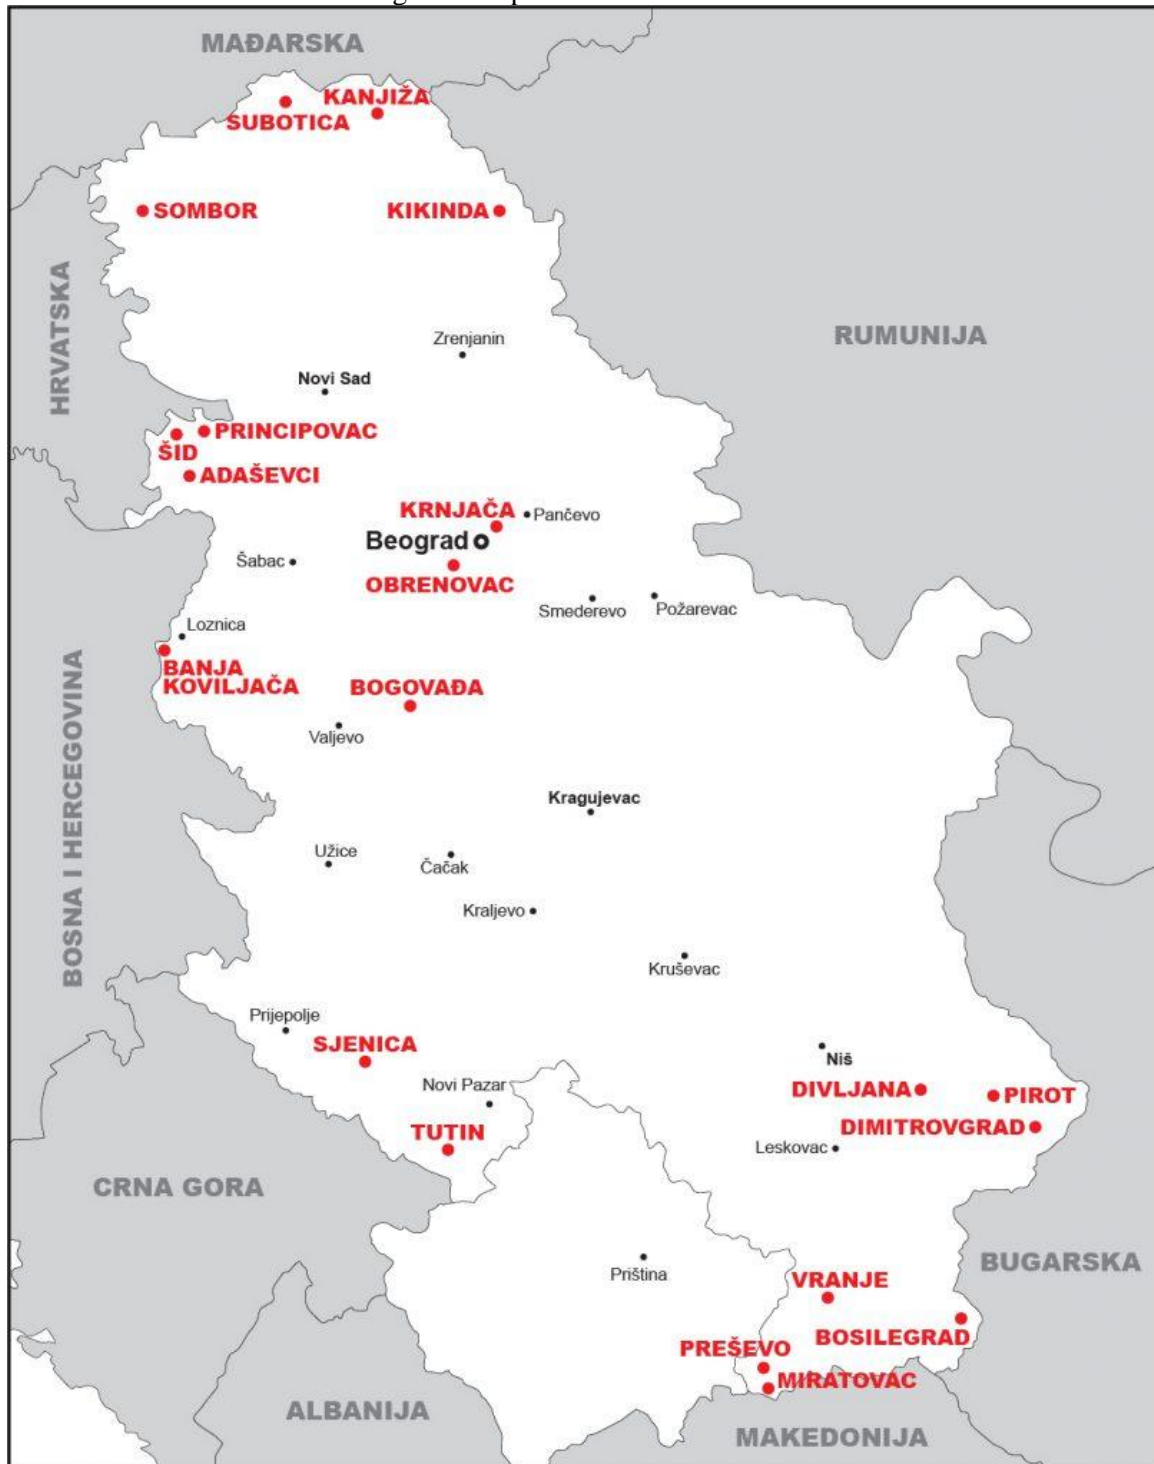 MAĐARSKA
KANJIŽA
SUBOTICA
SOMBOR
KIKINDA
HRVATSKA
RUMUNIJA
Zrenjanin
Novi Sad
PRINCIPOVAC
ŠID
ADAŠEVCI
KRNJAČA
Pančevo
Beograd
Šabac
OBRENOVAC
Smederevo
Požarevac
Loznica
BANJA
KOVILJAČA
BOGOVAĐA
Valjevo
BOSNA I HERCEGOVINA
Kragujevac
Užice
Čačak
Kraljevo
Kruševac
Prijepolje
SJENICA
Niš
Novi Pazar
DIVLJANA
PIROT
TUTIN
DIMITROVGRAD
Leskovac
CRNA GORA
Priština
BUGARSKA
VRANJE
BOSILEGRAD
PREŠEVO
MIRATOVAC
ALBANIJA
MAKEDONIJA